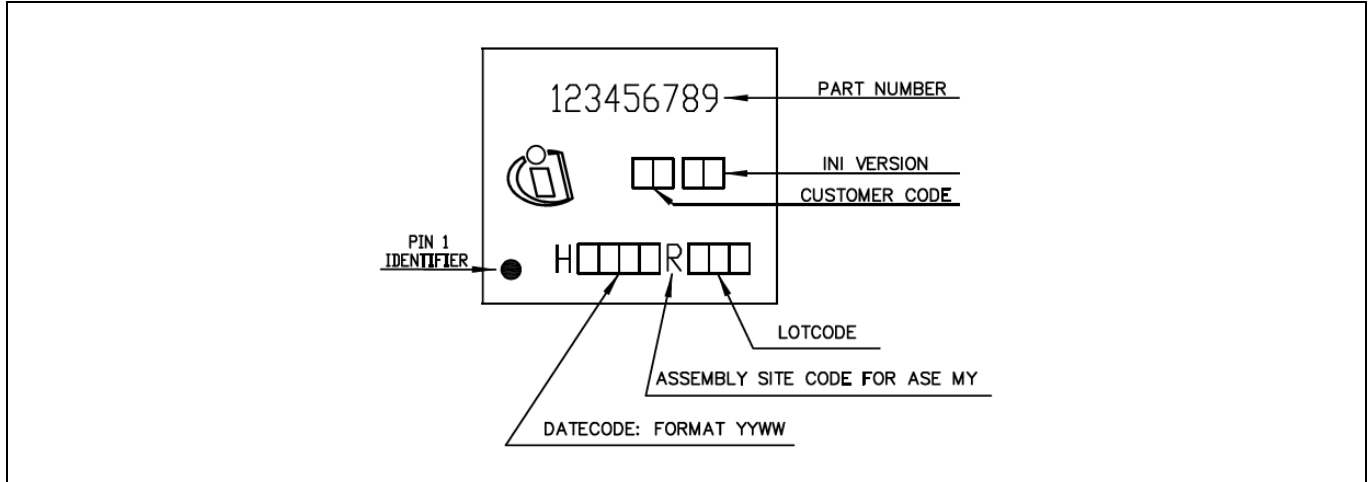 123456789
PART NUMBER
INI VERSION
CUSTOMER CODE
PIN 1
IDENTIFIER
H R
LOTCODE
ASSEMBLY SITE CODE FOR ASE MY
DATECODE: FORMAT YYWW